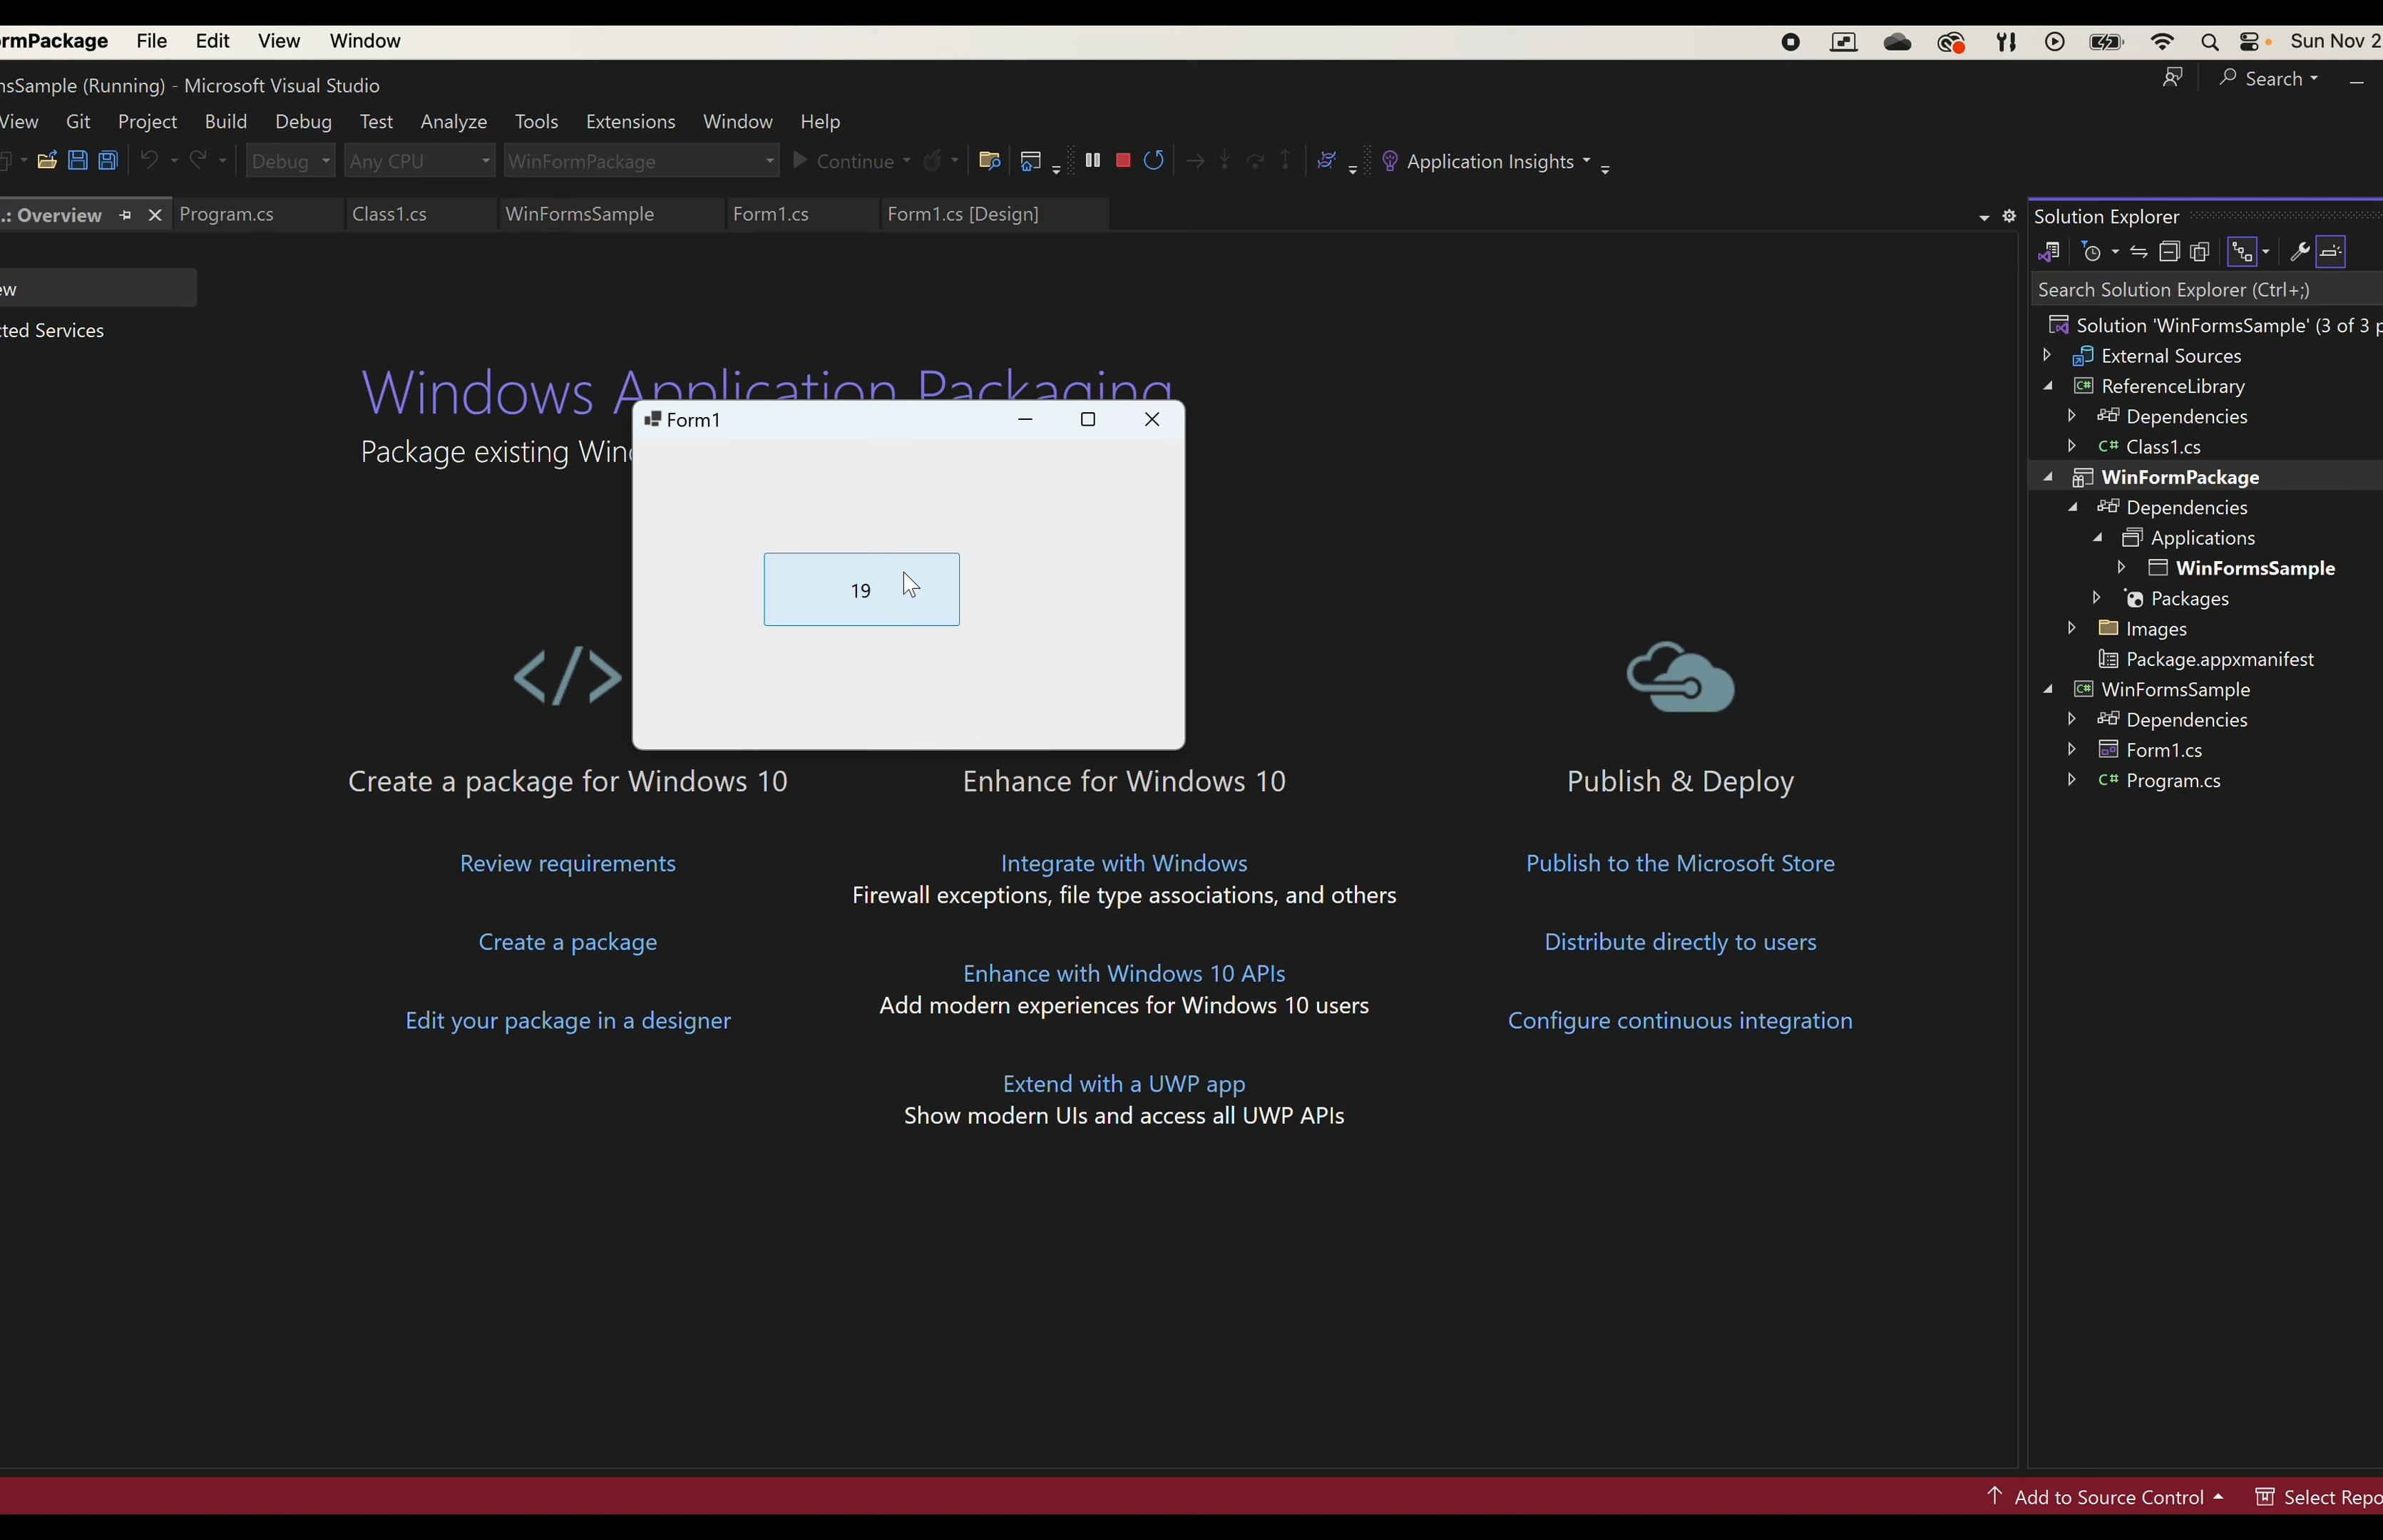 ormPackage File Edit View Window Sun Nov 2
nsSample (Running) - Microsoft Visual Studio Search
View Git Project Build Debug Test Analyze Tools Extensions Window Help
Debug Any CPU WinFormPackage Continue Application Insights
.: Overview Program.cs Class1.cs WinFormsSample Form1.cs Form1.cs [Design]
ew
cted Services
Windows Application Packaging
Package existing Win
Form1
19
Create a package for Windows 10
Review requirements
Create a package
Edit your package in a designer
Enhance for Windows 10
Integrate with Windows
Firewall exceptions, file type associations, and others
Enhance with Windows 10 APIs
Add modern experiences for Windows 10 users
Extend with a UWP app
Show modern UIs and access all UWP APIs
Publish & Deploy
Publish to the Microsoft Store
Distribute directly to users
Configure continuous integration
Solution Explorer
Search Solution Explorer (Ctrl+;)
Solution 'WinFormsSample' (3 of 3 p
External Sources
C# ReferenceLibrary
Dependencies
C# Class1.cs
WinFormPackage
Dependencies
Applications
WinFormsSample
Packages
Images
Package.appxmanifest
C# WinFormsSample
Dependencies
Form1.cs
C# Program.cs
Add to Source Control Select Repo